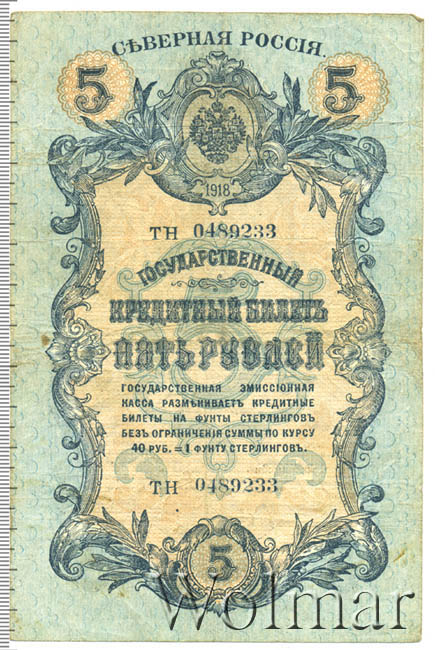 СѢВЕРНАЯ РОССІЯ.
5 5
1918
ТН 0489233
ГОСУДАРСТВЕННЫЙ
КРЕДИТНЫЙ БИЛЕТЪ
ПЯТЬ РУБЛЕЙ
ГОСУДАРСТВЕННАЯ ЭМИССІОННАЯ
КАССА РАЗМѢНИВАЕТЪ КРЕДИТНЫЕ
БИЛЕТЫ НА ФУНТЫ СТЕРЛИНГОВЪ
БЕЗЪ ОГРАНИЧЕНІЯ СУММЫ ПО КУРСУ
40 РУБ. = 1 ФУНТУ СТЕРЛИНГОВЪ.
ТН 0489233
5
Wolmar